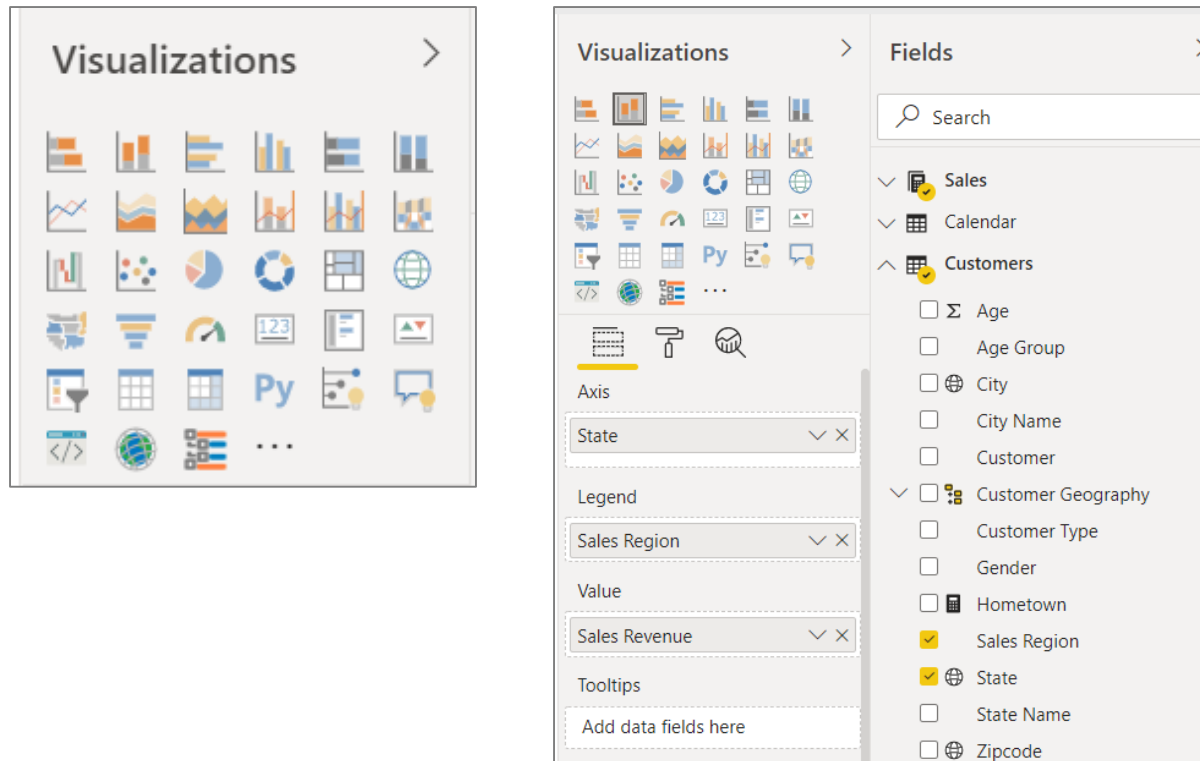 Visualizations
123
Py
</>
...
Visualizations
123
Py
</>
...
Axis
State
Legend
Sales Region
Value
Sales Revenue
Tooltips
Add data fields here
Fields
Search
Sales
Calendar
Customers
Σ Age
Age Group
City
City Name
Customer
Customer Geography
Customer Type
Gender
Hometown
Sales Region
State
State Name
Zipcode